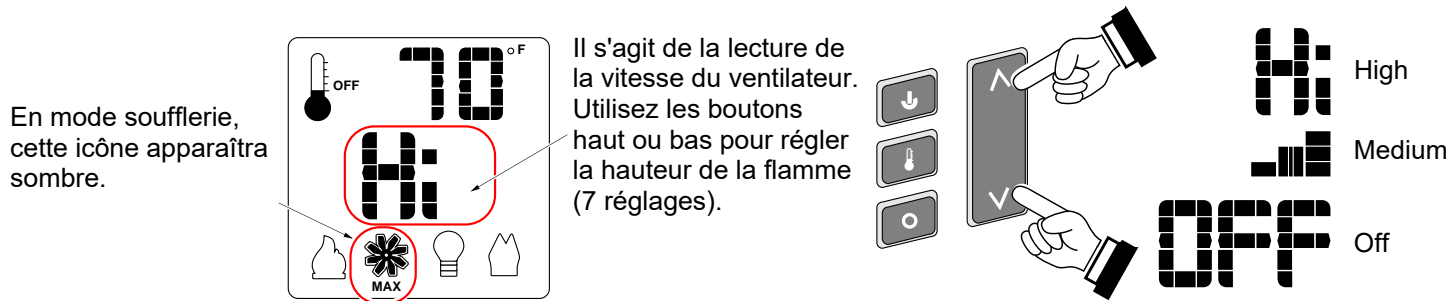 En mode soufflerie,
cette icône apparaîtra
sombre.
70 °F
OFF
Hi
MAX
Il s'agit de la lecture de
la vitesse du ventilateur.
Utilisez les boutons
haut ou bas pour régler
la hauteur de la flamme
(7 réglages).
Hi High
Medium
OFF Off